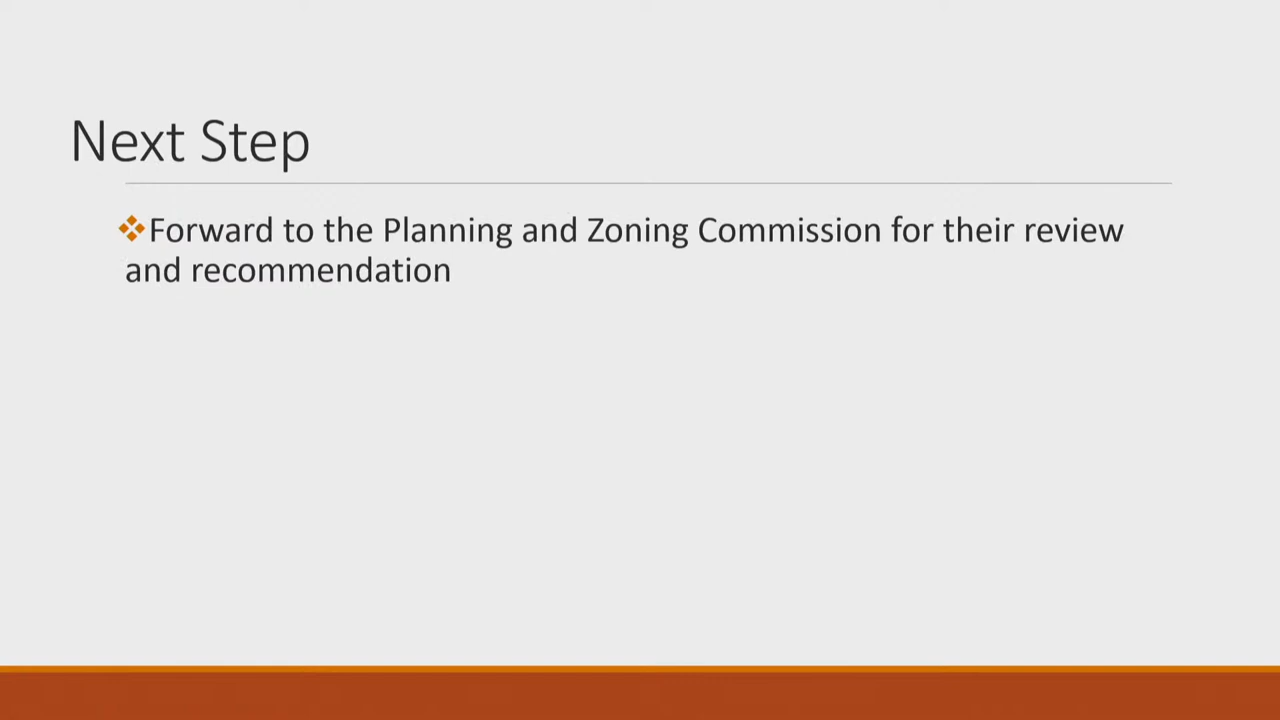 Next Step
❖Forward to the Planning and Zoning Commission for their review
and recommendation